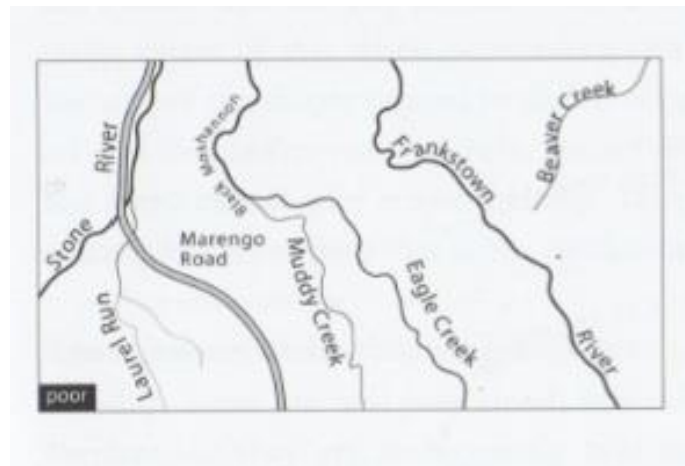 Stone River
Marengo
Road
Laurel Run
Black Moshannon
Muddy Creek
Eagle Creek
Frankstown River
Beaver Creek
poor